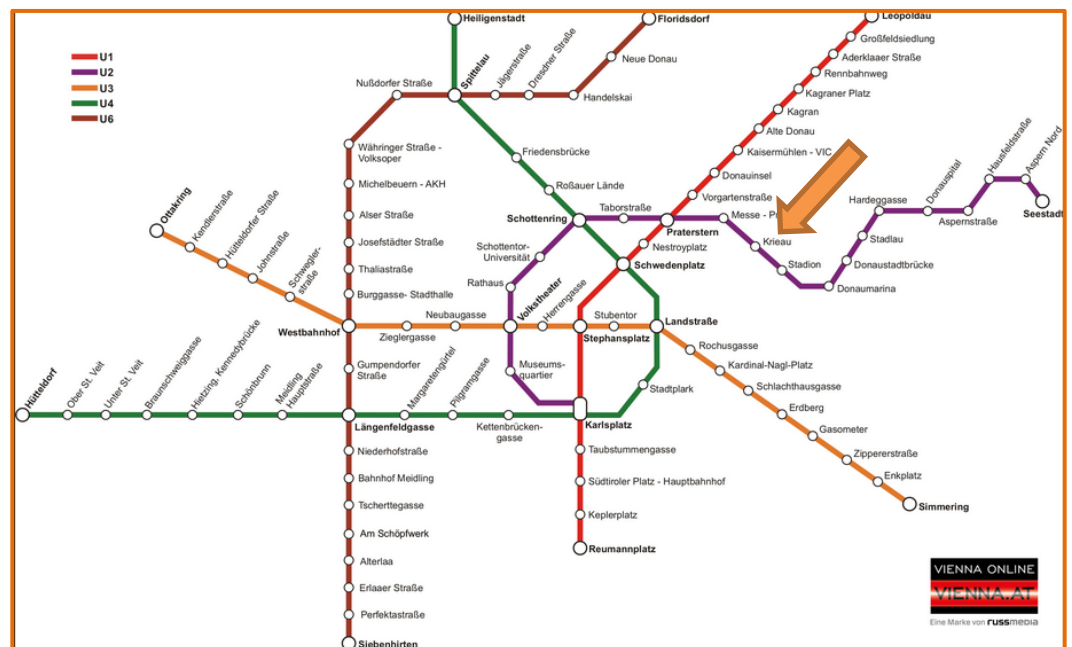 Heiligenstadt
Floridsdorf
Leopoldau
Großfeldsiedlung
Aderklaaer Straße
Rennbahnweg
Kagraner Platz
Kagran
Alte Donau
Kaisermühlen - VIC
Donauinsel
Vorgartenstraße
U1
U2
U3
U4
U6
Nußdorfer Straße
Spittelau
Jägerstraße
Dresdner Straße
Neue Donau
Handelskai
Währinger Straße -
Volksoper
Friedensbrücke
Michelbeuern - AKH
Roßauer Lände
Alser Straße
Schottenring
Taborstraße
Praterstern
Messe -
Krieau
Stadion
Donaumarina
Donaustadtbrücke
Stadlau
Hardeggasse
Donauspital
Aspernstraße
Hausfeldstraße
Aspern Nord
Seestadt
Ottakring
Kendlerstraße
Hütteldorfer Straße
Johnstraße
Schwegler-
straße
Josefstädter Straße
Thaliastraße
Burggasse- Stadthalle
Schottentor-
Universität
Rathaus
Nestroyplatz
Schwedenplatz
Westbahnhof
Zieglergasse
Neubaugasse
Volkstheater
Herrengasse
Stephansplatz
Stubentor
Landstraße
Rochusgasse
Kardinal-Nagl-Platz
Schlachthausgasse
Erdberg
Gasometer
Zippererstraße
Enkplatz
Simmering
Gumpendorfer
Straße
Museums-
quartier
Stadtpark
Hütteldorf
Ober St. Veit
Unter St. Veit
Braunschweiggasse
Hietzing, Kennedybrücke
Schönbrunn
Meidling
Hauptstraße
Längenfeldgasse
Margaretengürtel
Pilgramgasse
Kettenbrücken-
gasse
Karlsplatz
Niederhofstraße
Bahnhof Meidling
Tscherttegasse
Am Schöpfwerk
Alterlaa
Erlaaer Straße
Perfektastraße
Siebenhirten
Taubstummengasse
Südtiroler Platz - Hauptbahnhof
Keplerplatz
Reumannplatz
VIENNA ONLINE
VIENNA.AT
Eine Marke von russmedia